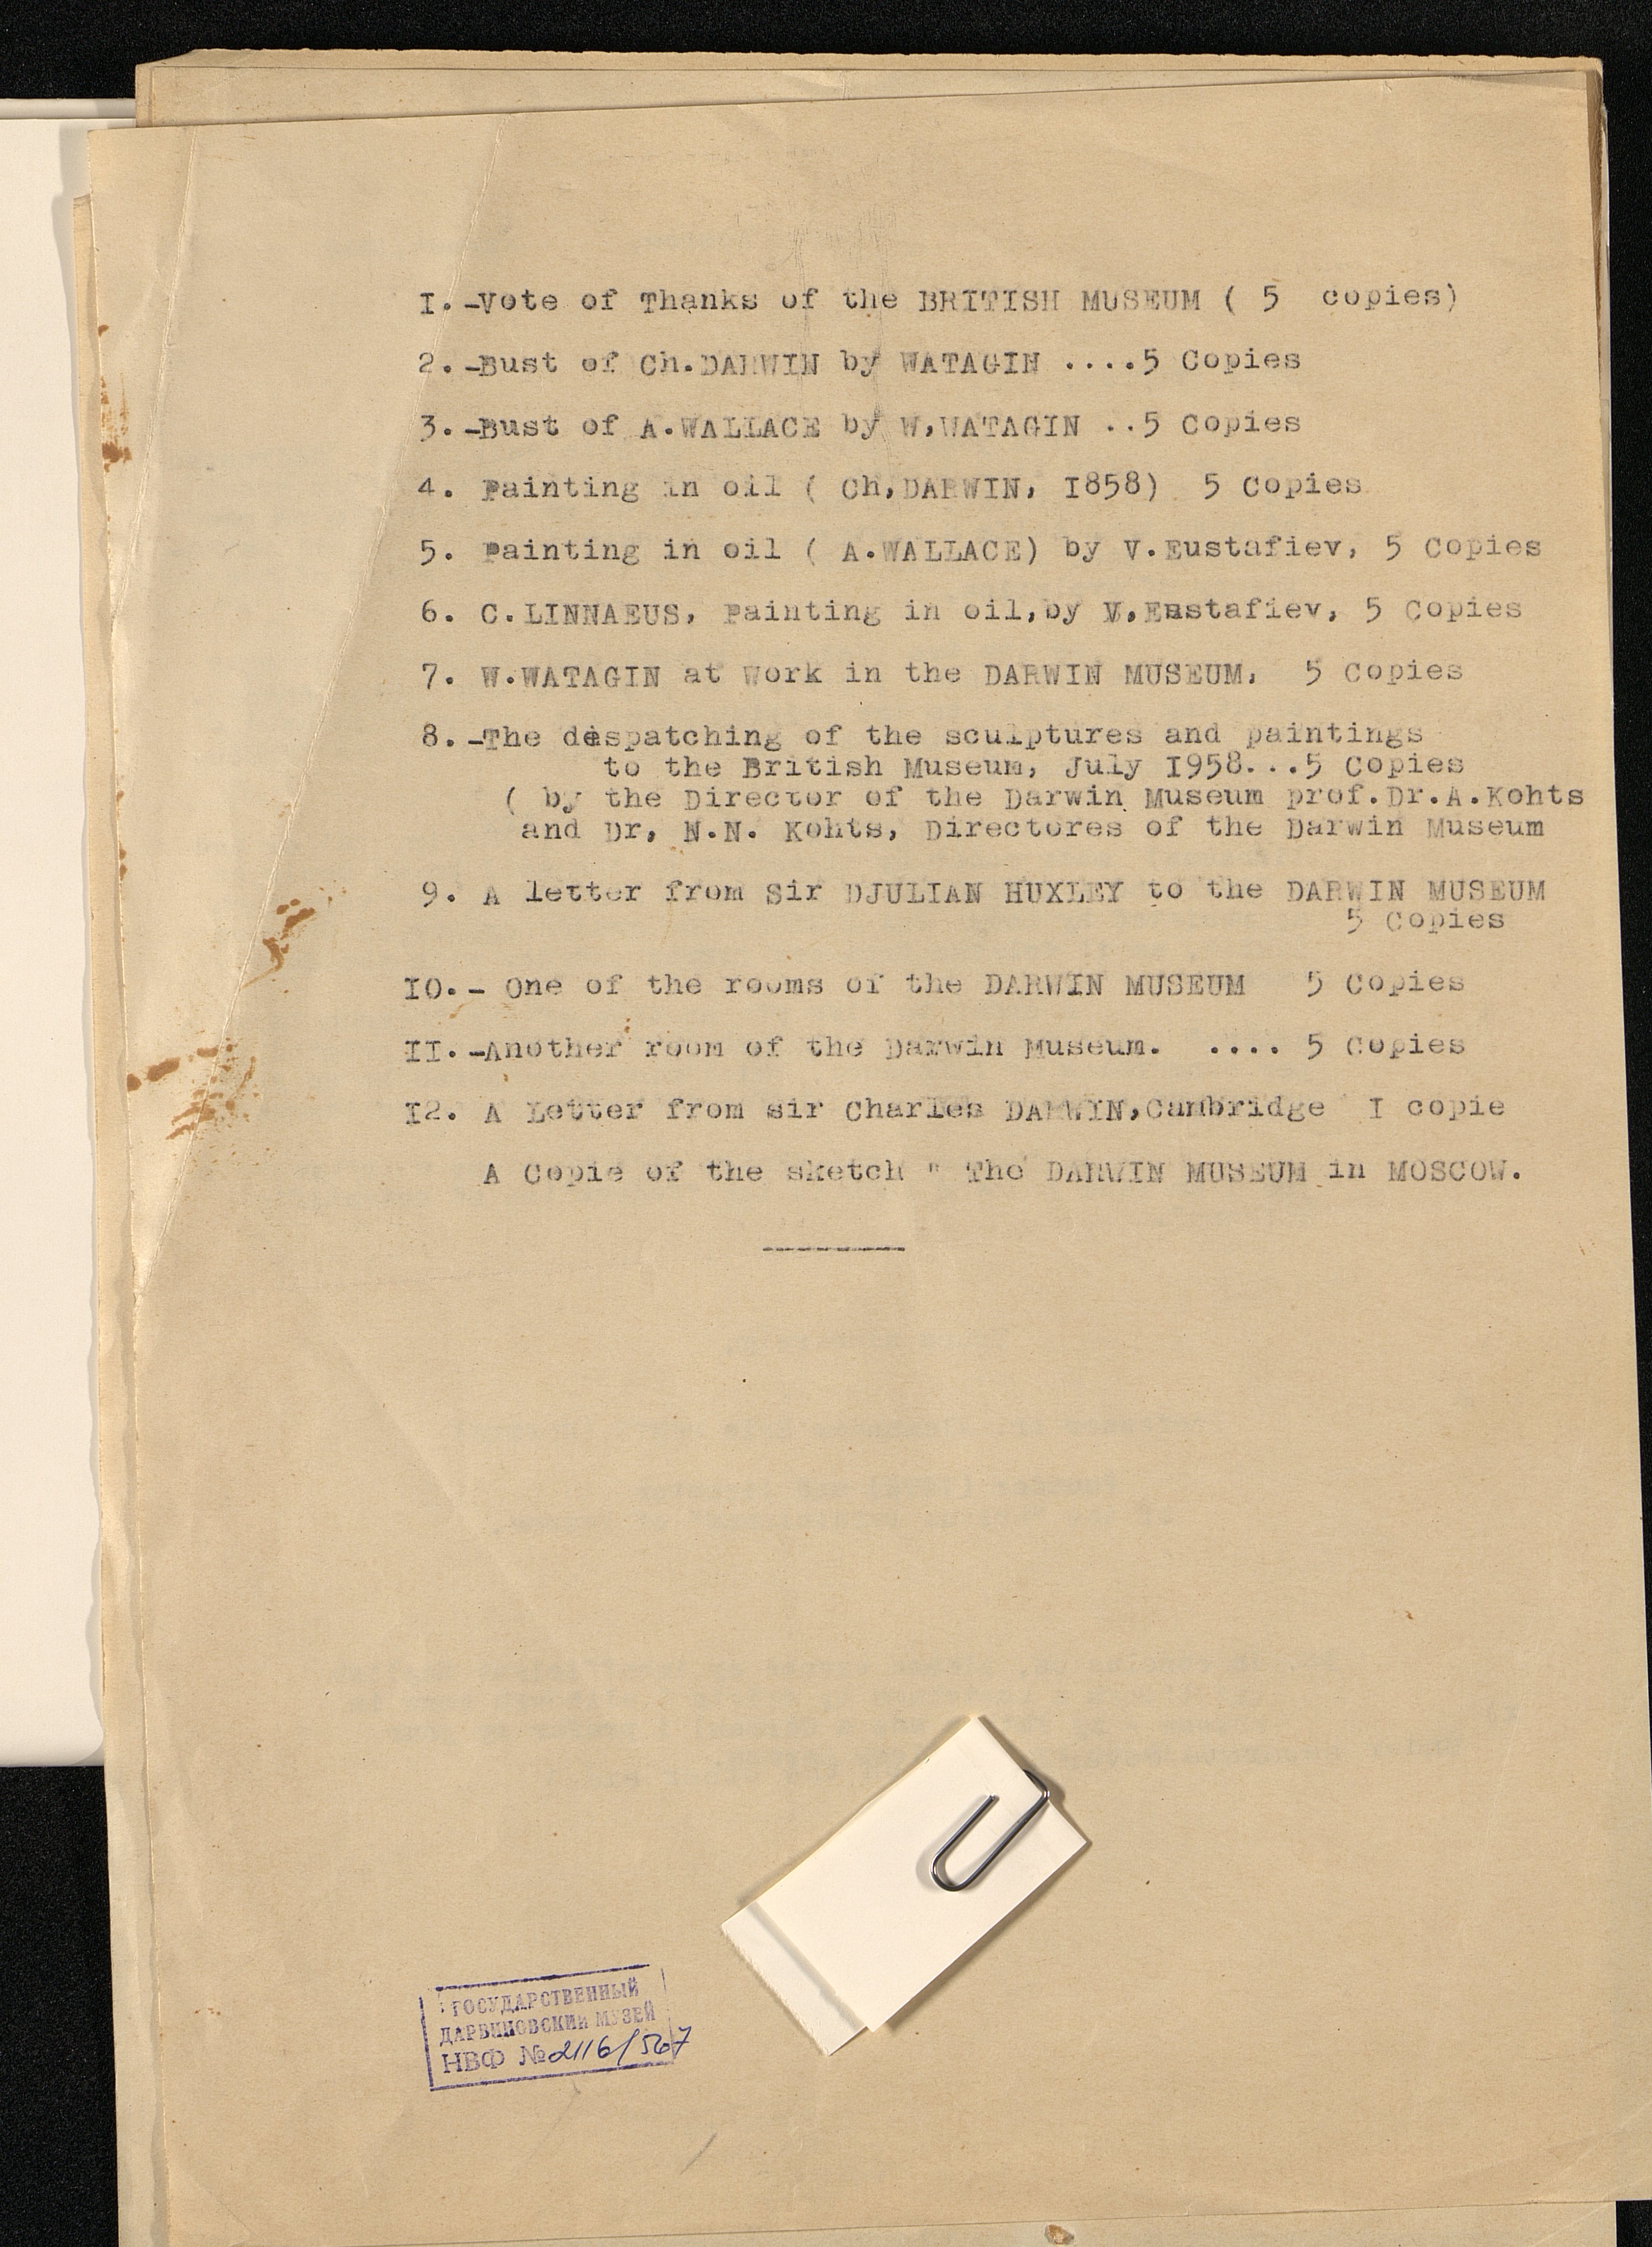 I.-Vote of Thanks of the BRITISH MUSEUM ( 5 copies)
2.-Bust of Ch.DARWIN by WATAGIN ....5 Copies
3.-Bust of A.WALLACE by W,WATAGIN ..5 Copies
4. Painting in oil ( Ch,DARWIN, I858) 5 Copies
5. Painting in oil ( A.WALLACE) by V.Eustafiev, 5 Copies
6. C.LINNAEUS, Painting in oil,by V,Eustafiev, 5 Copies
7. W.WATAGIN at Work in the DARWIN MUSEUM, 5 Copies
8.-The despatching of the sculptures and paintings
to the British Museum, July I958...5 Copies
( by the Director of the Darwin Museum prof.Dr.A.Kohts
and Dr, N.N. Kohts, Directores of the Darwin Museum
9. A letter from Sir DJULIAN HUXLEY to the DARWIN MUSEUM
5 Copies
IO.- One of the rooms of the DARWIN MUSEUM 5 Copies
II.-Another room of the Darwin Museum. .... 5 Copies
I2. A Letter from sir Charles DARWIN,Cambridge I copie
A Copie of the sketch " The DARWIN MUSEUM in MOSCOW.
ГОСУДАРСТВЕННЫЙ
ДАРВИНОВСКИЙ МУЗЕЙ
НВФ № 2116/567